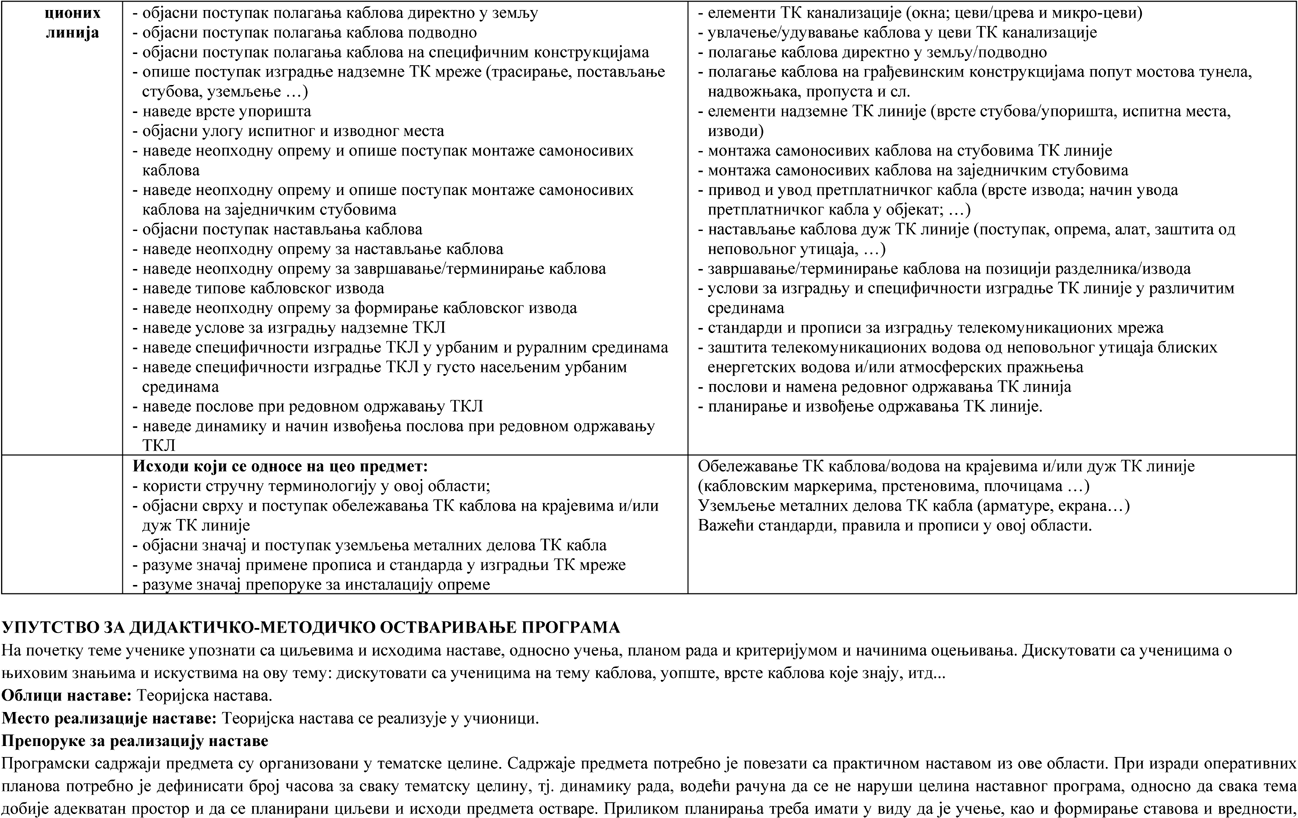 ционих
линија
- објасни поступак полагања каблова директно у земљу
- објасни поступак полагања каблова подводно
- објасни поступак полагања каблова на специфичним конструкцијама
- опише поступак изградње надземне ТК мреже (трасирање, постављање
стубова, уземљење …)
- наведе врсте упоришта
- објасни улогу испитног и изводног места
- наведе неопходну опрему и опише поступак монтаже самоносивих
каблова
- наведе неопходну опрему и опише поступак монтаже самоносивих
каблова на заједничким стубовима
- објасни поступак настављања каблова
- наведе неопходну опрему за настављање каблова
- наведе неопходну опрему за завршавање/терминирање каблова
- наведе типове кабловског извода
- наведе неопходну опрему за формирање кабловског извода
- наведе услове за изградњу надземне ТКЛ
- наведе специфичности изградње ТКЛ у урбаним и руралним срединама
- наведе специфичности изградње ТКЛ у густо насељеним урбаним
срединама
- наведе послове при редовном одржавању ТКЛ
- наведе динамику и начин извођења послова при редовном одржавању
ТКЛ
- елементи ТК канализације (окна; цеви/црева и микро-цеви)
- увлачење/удувавање каблова у цеви ТК канализације
- полагање каблова директно у земљу/подводно
- полагање каблова на грађевинским конструкцијама попут мостова тунела,
надвожњака, пропуста и сл.
- елементи надземне ТК линије (врсте стубова/упоришта, испитна места,
изводи)
- монтажа самоносивих каблова на стубовима ТК линије
- монтажа самоносивих каблова на заједничким стубовима
- привод и увод претплатничког кабла (врсте извода; начин увода
претплатничког кабла у објекат; …)
- настављање каблова дуж ТК линије (поступак, опрема, алат, заштита од
неповољног утицаја, …)
- завршавање/терминирање каблова на позицији разделника/извода
- услови за изградњу и специфичности изградње ТК линије у различитим
срединама
- стандарди и прописи за изградњу телекомуникационих мрежа
- заштита телекомуникационих водова од неповољног утицаја блиских
енергетских водова и/или атмосферских пражњења
- послови и намена редовног одржавања ТК линија
- планирање и извођење одржавања ТК линије.
Исходи који се односе на цео предмет:
- користи стручну терминологију у овој области;
- објасни сврху и поступак обележавања ТК каблова на крајевима и/или
дуж ТК линије
- објасни значај и поступак уземљења металних делова ТК кабла
- разуме значај примене прописа и стандарда у изградњи ТК мреже
- разуме значај препоруке за инсталацију опреме
Обележавање ТК каблова/водова на крајевима и/или дуж ТК линије
(кабловским маркерима, прстеновима, плочицама …)
Уземљење металних делова ТК кабла (арматуре, екрана…)
Важећи стандарди, правила и прописи у овој области.
УПУТСТВО ЗА ДИДАКТИЧКО-МЕТОДИЧКО ОСТВАРИВАЊЕ ПРОГРАМА
На почетку теме ученике упознати са циљевима и исходима наставе, односно учења, планом рада и критеријумом и начинима оцењивања. Дискутовати са ученицима о
њиховим знањима и искуствима на ову тему: дискутовати са ученицима на тему каблова, уопште, врсте каблова које знају, итд...
Облици наставе: Теоријска настава.
Место реализације наставе: Теоријска настава се реализује у учионици.
Препоруке за реализацију наставе
Програмски садржаји предмета су организовани у тематске целине. Садржаје предмета потребно је повезати са практичном наставом из ове области. При изради оперативних
планова потребно је дефинисати број часова за сваку тематску целину, тј. динамику рада, водећи рачуна да се не наруши целина наставног програма, односно да свака тема
добије адекватан простор и да се планирани циљеви и исходи предмета остваре. Приликом планирања треба имати у виду да је учење, као и формирање ставова и вредности,